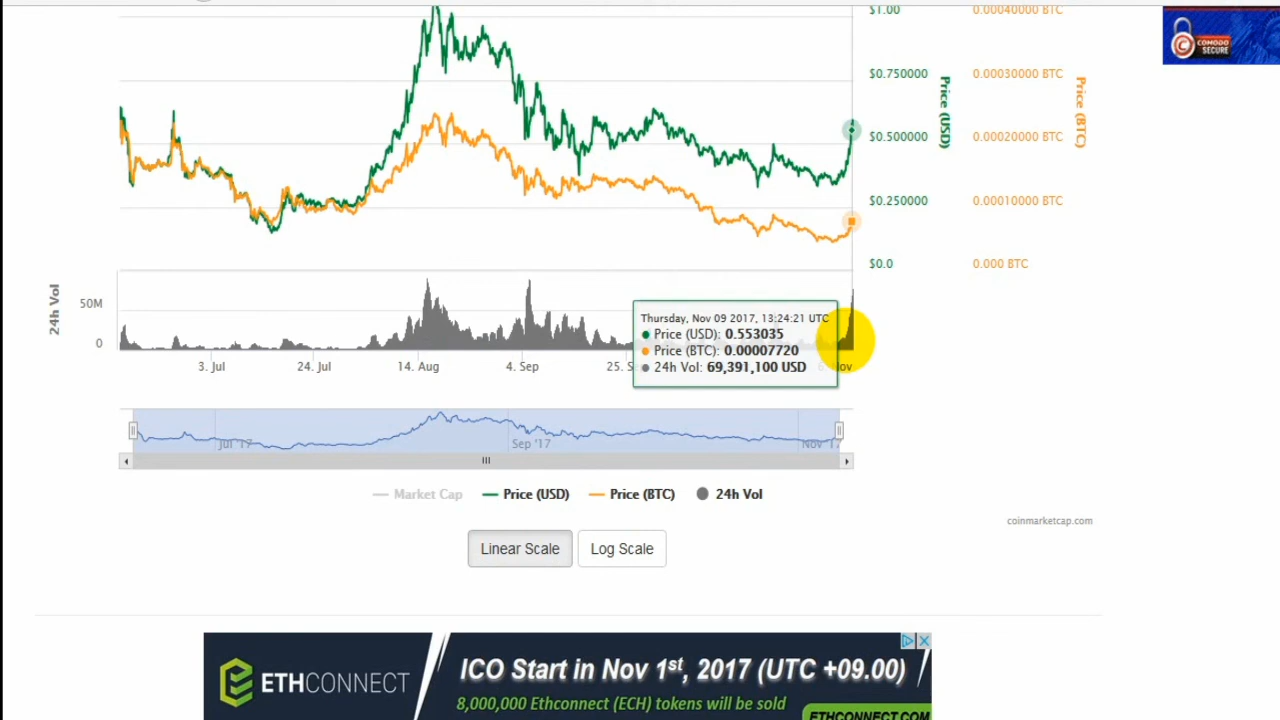 $1.00
0.00040000 BTC
COMODO
SECURE
$0.750000
0.00030000 BTC
Price (USD)
Price (BTC)
$0.500000
0.00020000 BTC
$0.250000
0.00010000 BTC
$0.0
0.000 BTC
24h Vol
50M
0
Thursday, Nov 09 2017, 13:24:21 UTC
Price (USD): 0.553035
Price (BTC): 0.00007720
24h Vol: 69,391,100 USD
3. Jul
24. Jul
14. Aug
4. Sep
25.
6. Nov
Jul '17
Sep '17
Nov '17
Market Cap
Price (USD)
Price (BTC)
24h Vol
coinmarketcap.com
Linear Scale
Log Scale
ETHCONNECT
ICO Start in Nov 1st, 2017 (UTC +09.00)
8,000,000 Ethconnect (ECH) tokens will be sold
ETHCONNECT.COM